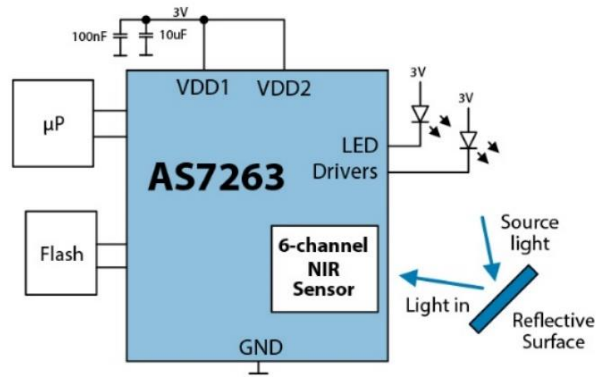 3V
100nF
10uF
VDD1 VDD2
3V
3V
µP
LED
Drivers
AS7263
Flash
6-channel
NIR
Sensor
Source
light
Light in
Reflective
Surface
GND